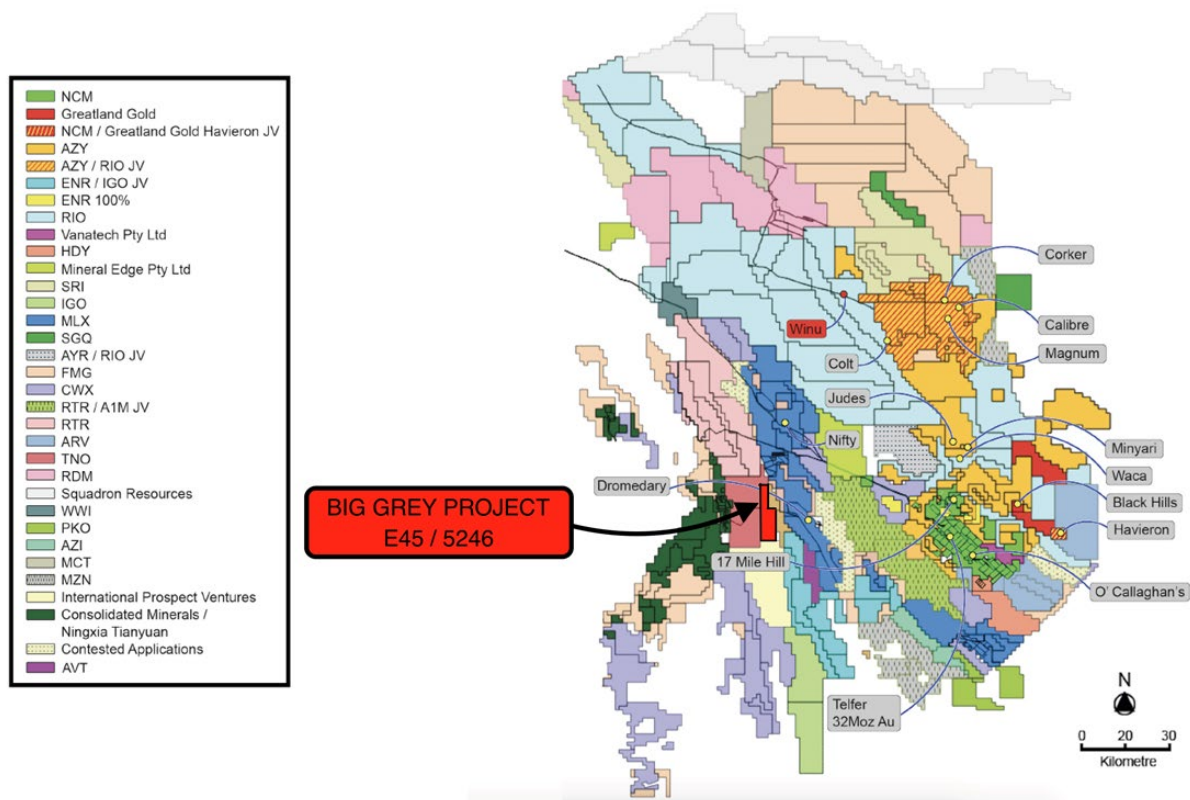 NCM
Greatland Gold
NCM / Greatland Gold Havieron JV
AZY
AZY / RIO JV
ENR / IGO JV
ENR 100%
RIO
Vanatech Pty Ltd
HDY
Mineral Edge Pty Ltd
SRI
IGO
MLX
SGQ
AYR / RIO JV
FMG
CWX
RTR / A1M JV
RTR
ARV
TNO
RDM
Squadron Resources
WWI
PKO
AZI
MCT
MZN
International Prospect Ventures
Consolidated Minerals /
Ningxia Tianyuan
Contested Applications
AVT
BIG GREY PROJECT
E45 / 5246
Corker
Winu
Calibre
Colt
Magnum
Judes
Nifty
Minyari
Waca
Dromedary
Black Hills
Havieron
17 Mile Hill
O' Callaghan's
Telfer
32Moz Au
N
0 20 30
Kilometre